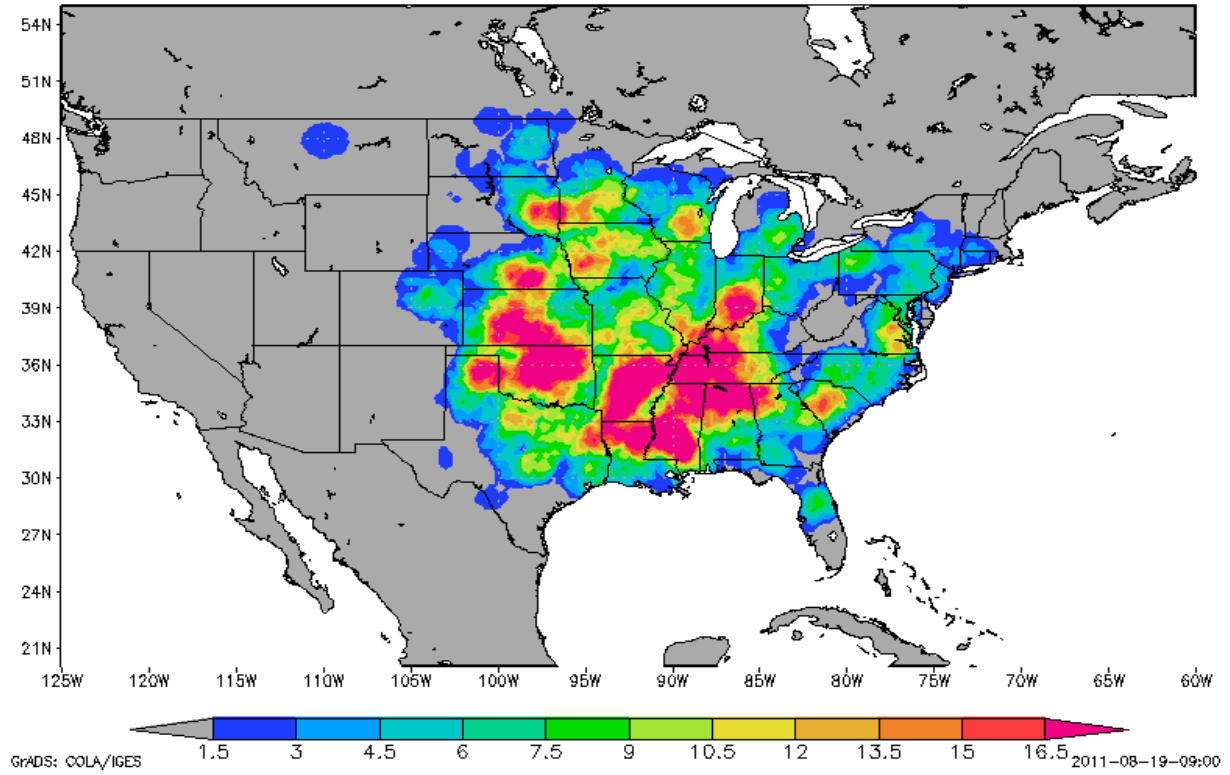 54N
51N
48N
45N
42N
39N
36N
33N
30N
27N
24N
21N
125W 120W 115W 110W 105W 100W 95W 90W 85W 80W 75W 70W 65W 60W
1.5 3 4.5 6 7.5 9 10.5 12 13.5 15 16.5
GrADS: COLA/IGES 2011-08-19-09:00